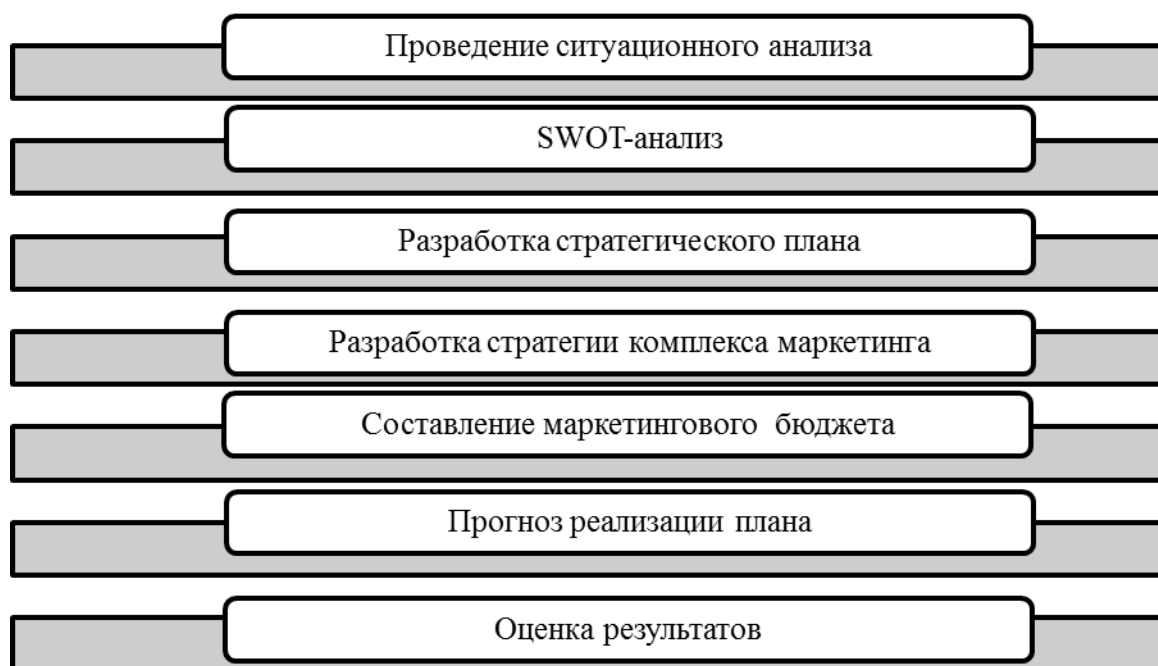 Проведение ситуационного анализа
SWOT-анализ
Разработка стратегического плана
Разработка стратегии комплекса маркетинга
Составление маркетингового бюджета
Прогноз реализации плана
Оценка результатов